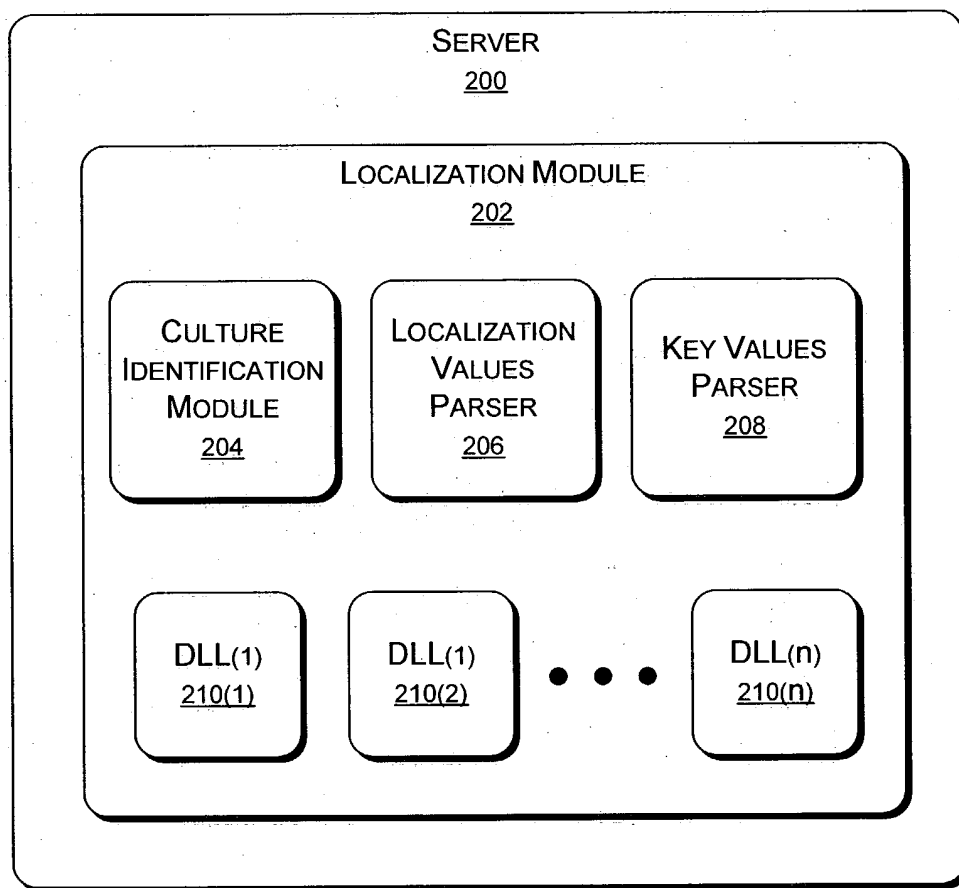 SERVER
200
LOCALIZATION MODULE
202
CULTURE
IDENTIFICATION
MODULE
204
LOCALIZATION
VALUES
PARSER
206
KEY VALUES
PARSER
208
DLL(1)
210(1)
DLL(1)
210(2)
DLL(n)
210(n)